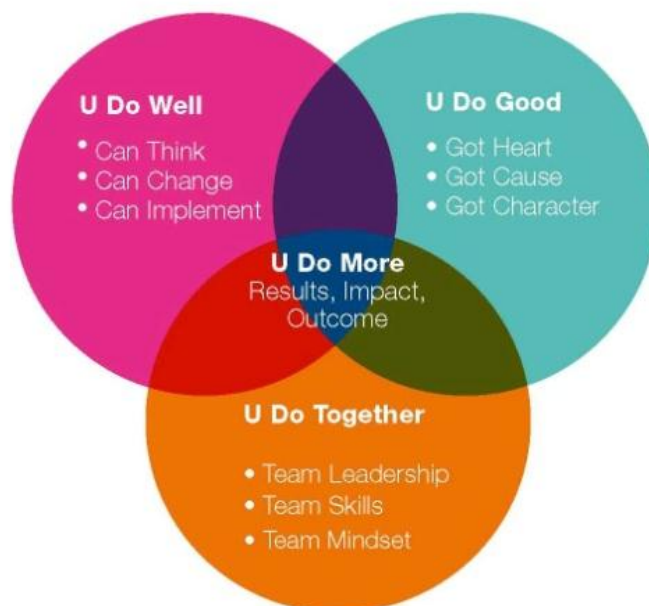 U Do Well
• Can Think
• Can Change
• Can Implement
U Do Good
• Got Heart
• Got Cause
• Got Character
U Do More
Results, Impact,
Outcome
U Do Together
• Team Leadership
• Team Skills
• Team Mindset